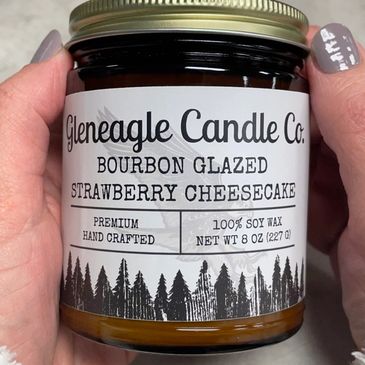 Gleneagle Candle Co.
BOURBON GLAZED
STRAWBERRY CHEESECAKE
PREMIUM
HAND CRAFTED
100% SOY WAX
NET WT 8 OZ (227 G)